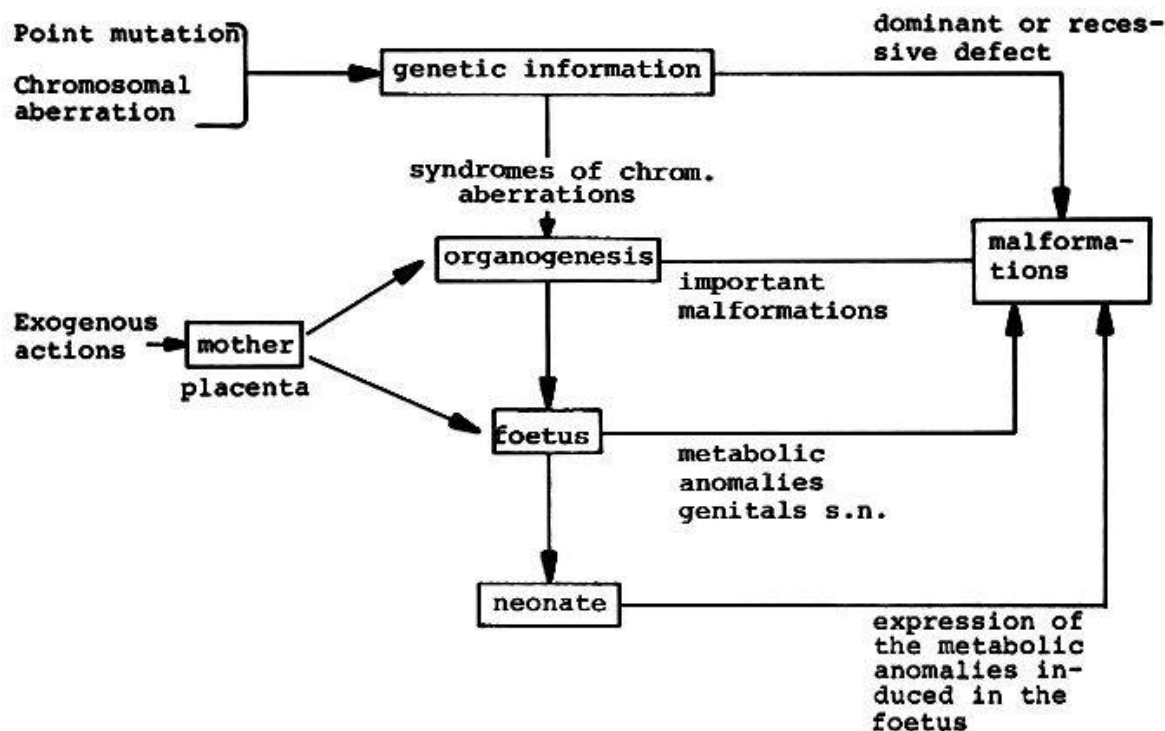 Point mutation
Chromosomal
aberration
genetic information
dominant or reces-
sive defect
syndromes of chrom.
aberrations
organogenesis
important
malformations
malforma-
tions
Exogenous
actions
mother
placenta
foetus
metabolic
anomalies
genitals s.n.
neonate
expression of
the metabolic
anomalies in-
duced in the
foetus